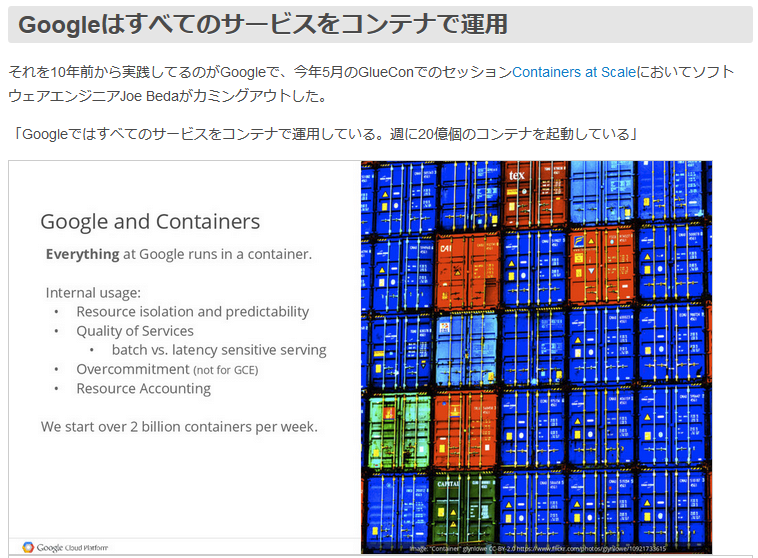 Googleはすべてのサービスをコンテナで運用
それを10年前から実践してるのがGoogleで、今年5月のGlueConでのセッションContainers at Scaleにおいてソフト
ウェアエンジニアJoe Bedaがカミングアウトした。
「Googleではすべてのサービスをコンテナで運用している。週に20億個のコンテナを起動している」
Google and Containers
Everything at Google runs in a container.
Internal usage:
• Resource isolation and predictability
• Quality of Services
• batch vs. latency sensitive serving
• Overcommitment (not for GCE)
• Resource Accounting
We start over 2 billion containers per week.
tex
CAI
CAPITAL
Google Cloud Platform
Image: "Container" glynlowe CC-BY-2.0 https://www.flickr.com/photos/glynlowe/10921733615